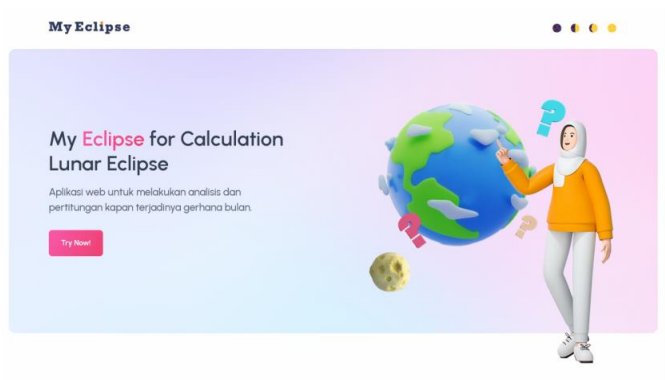 My Eclipse
My Eclipse for Calculation
Lunar Eclipse
Aplikasi web untuk melakukan analisis dan
pertitungan kapan terjadinya gerhana bulan.
Try Now!
?
?
?